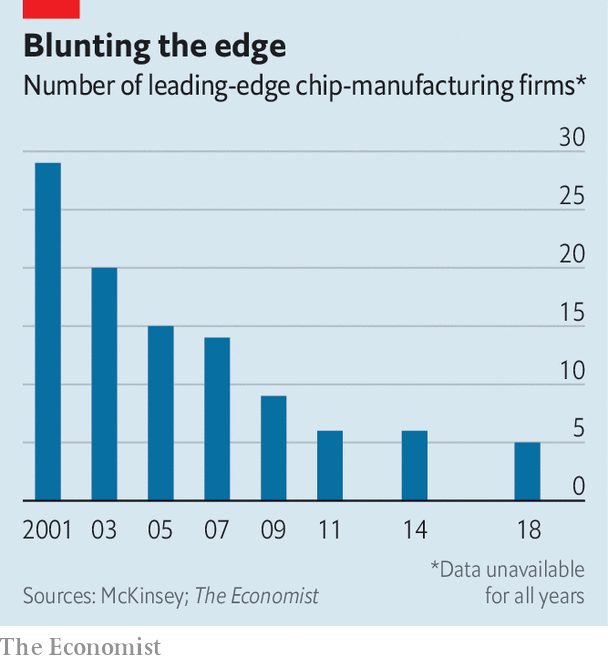 Blunting the edge
Number of leading-edge chip-manufacturing firms*
30
25
20
15
10
5
0
2001 03 05 07 09 11 14 18
*Data unavailable
for all years
Sources: McKinsey; The Economist
The Economist